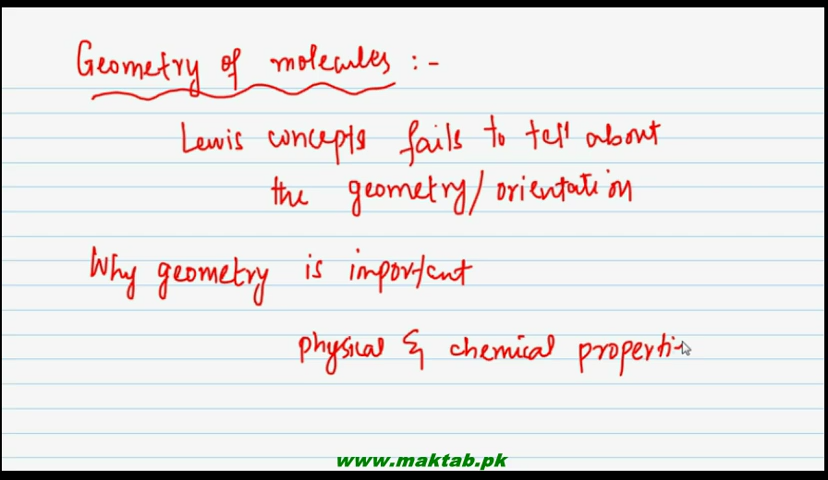 Geometry of molecules :-
Lewis concepts fails to tell about
the geometry/orientation
Why geometry is important
physical & chemical properti
www.maktab.pk